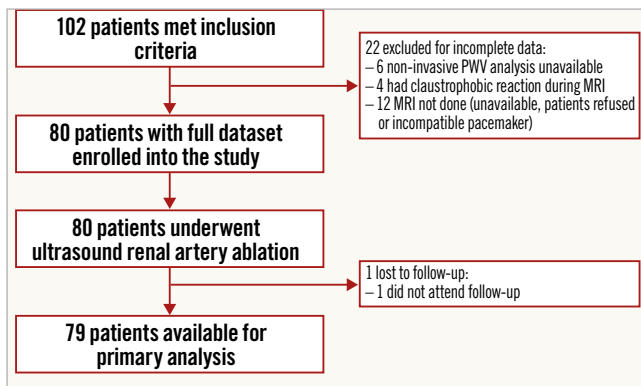 102 patients met inclusion
criteria
22 excluded for incomplete data:
– 6 non-invasive PWV analysis unavailable
– 4 had claustrophobic reaction during MRI
– 12 MRI not done (unavailable, patients refused
or incompatible pacemaker)
80 patients with full dataset
enrolled into the study
80 patients underwent
ultrasound renal artery ablation
1 lost to follow-up:
– 1 did not attend follow-up
79 patients available for
primary analysis